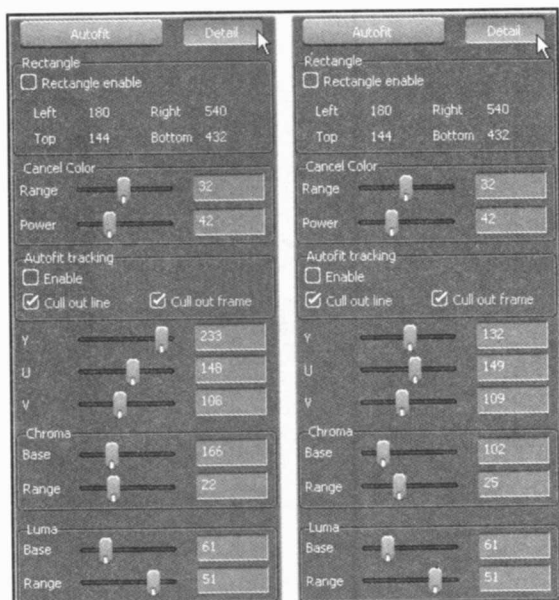 Autofit Detail
Rectangle
Rectangle enable
Left 180 Right 540
Top 144 Bottom 432
Cancel Color
Range 32
Power 42
Autofit tracking
Enable
Cull out line Cull out frame
Y 233
U 148
V 108
Chroma
Base 166
Range 22
Luma
Base 61
Range 51
Autofit Detail
Rectangle
Rectangle enable
Left 180 Right 540
Top 144 Bottom 432
Cancel Color
Range 32
Power 42
Autofit tracking
Enable
Cull out line Cull out frame
Y 132
U 149
V 109
Chroma
Base 102
Range 25
Luma
Base 61
Range 51